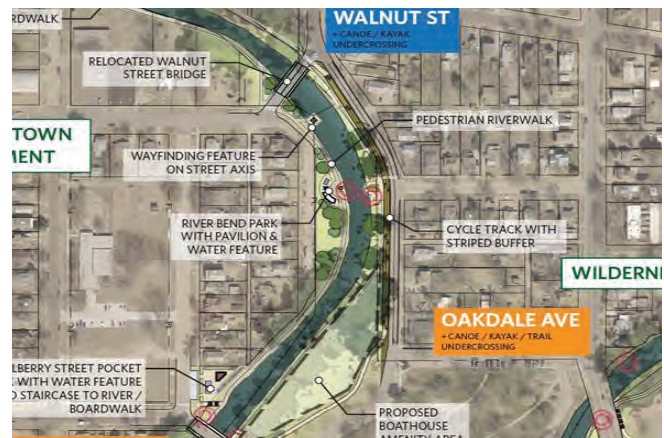 RDWALK
WALNUT ST
+ CANOE / KAYAK
UNDERCROSSING
RELOCATED WALNUT
STREET BRIDGE
PEDESTRIAN RIVERWALK
TOWN
MENT
WAYFINDING FEATURE
ON STREET AXIS
RIVER BEND PARK
WITH PAVILION &
WATER FEATURE
CYCLE TRACK WITH
STRIPED BUFFER
WILDERN
OAKDALE AVE
+ CANOE / KAYAK / TRAIL
UNDERCROSSING
LBERRY STREET POCKET
WITH WATER FEATURE
STAIRCASE TO RIVER /
BOARDWALK
PROPOSED
BOATHOUSE
AMENITY AREA